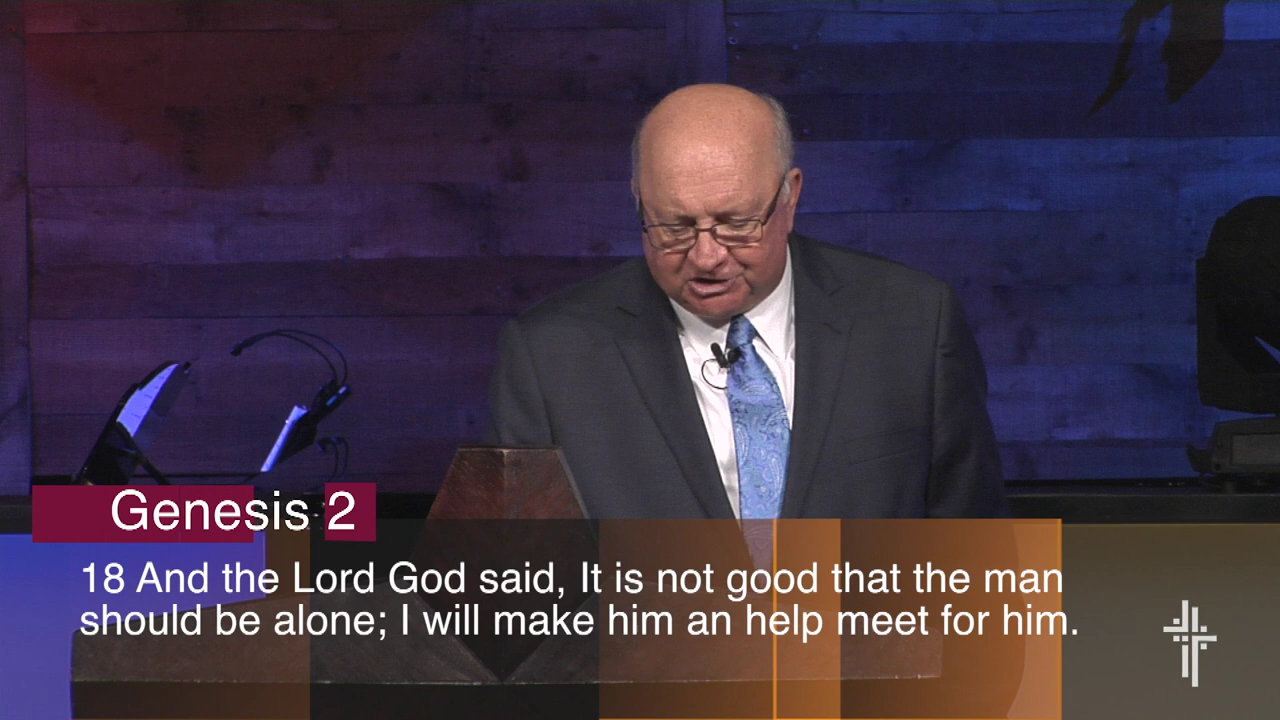 Genesis 2
18 And the Lord God said, It is not good that the man
should be alone; I will make him an help meet for him.